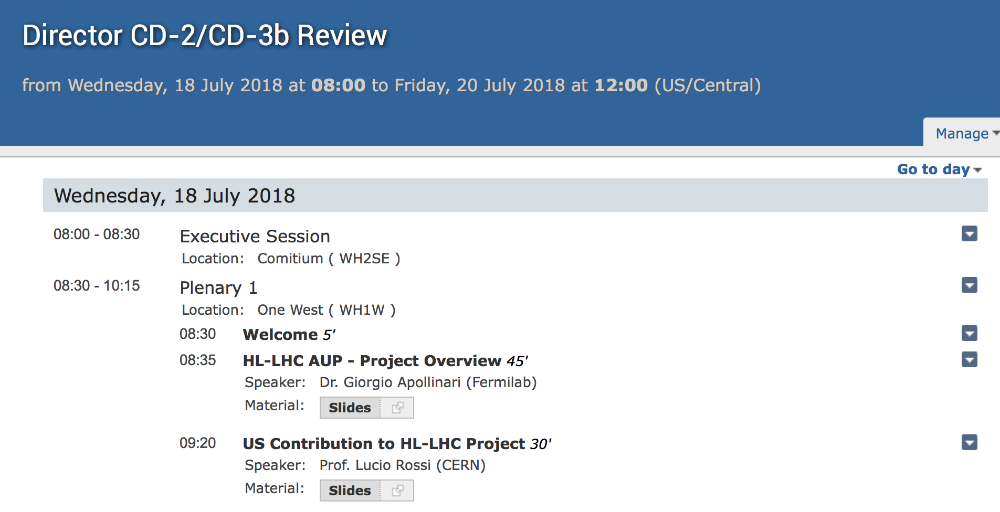 Director CD-2/CD-3b Review
from Wednesday, 18 July 2018 at 08:00 to Friday, 20 July 2018 at 12:00 (US/Central)
Manage
Go to day
Wednesday, 18 July 2018
08:00 - 08:30 Executive Session
Location: Comitium ( WH2SE )
08:30 - 10:15 Plenary 1
Location: One West ( WH1W )
08:30 Welcome 5'
08:35 HL-LHC AUP - Project Overview 45'
Speaker: Dr. Giorgio Apollinari (Fermilab)
Material: Slides
09:20 US Contribution to HL-LHC Project 30'
Speaker: Prof. Lucio Rossi (CERN)
Material: Slides